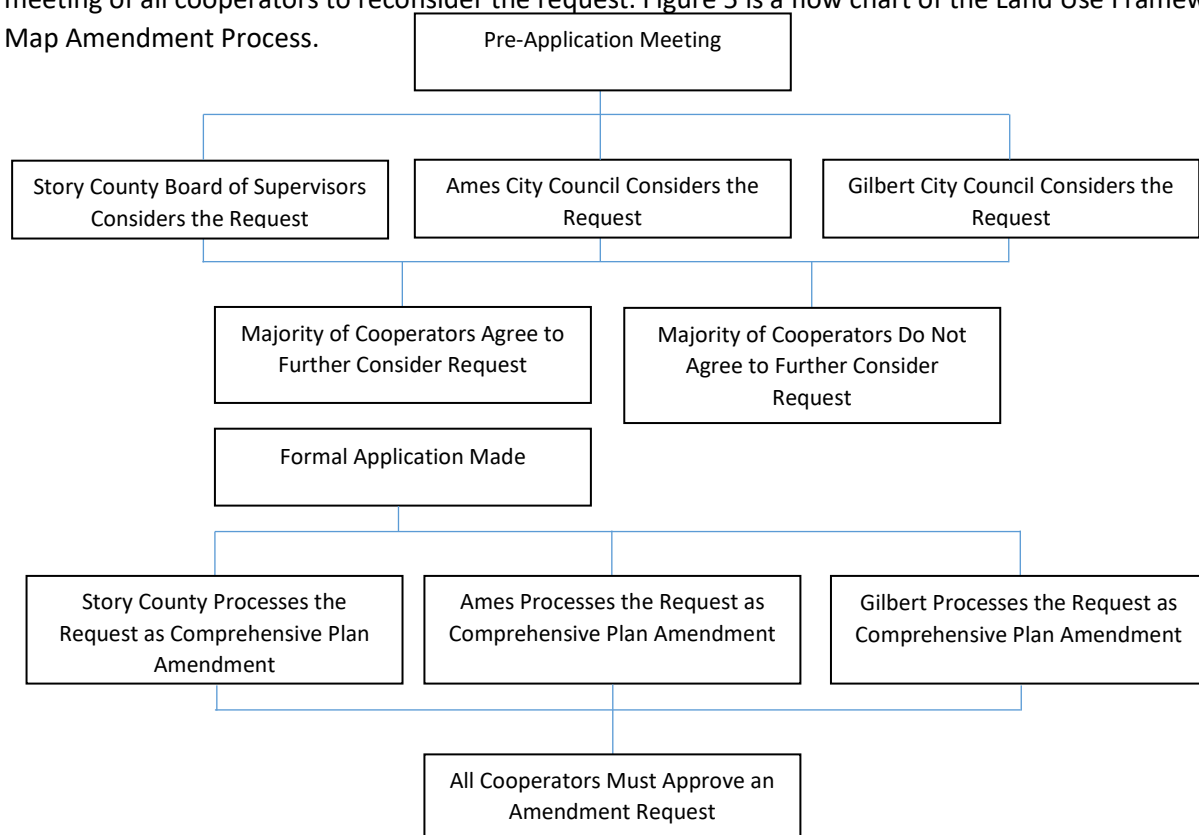 meeting of all cooperators to reconsider the request. Figure is a flow chart of the Land Use Framew
Map Amendment Process.
Pre-Application Meeting
Story County Board of Supervisors
Considers the Request
Ames City Council Considers the
Request
Gilbert City Council Considers the
Request
Majority of Cooperators Agree to
Further Consider Request
Majority of Cooperators Do Not
Agree to Further Consider
Request
Formal Application Made
Story County Processes the
Request as Comprehensive Plan
Amendment
Ames Processes the Request as
Comprehensive Plan Amendment
Gilbert Processes the Request as
Comprehensive Plan Amendment
All Cooperators Must Approve an
Amendment Request